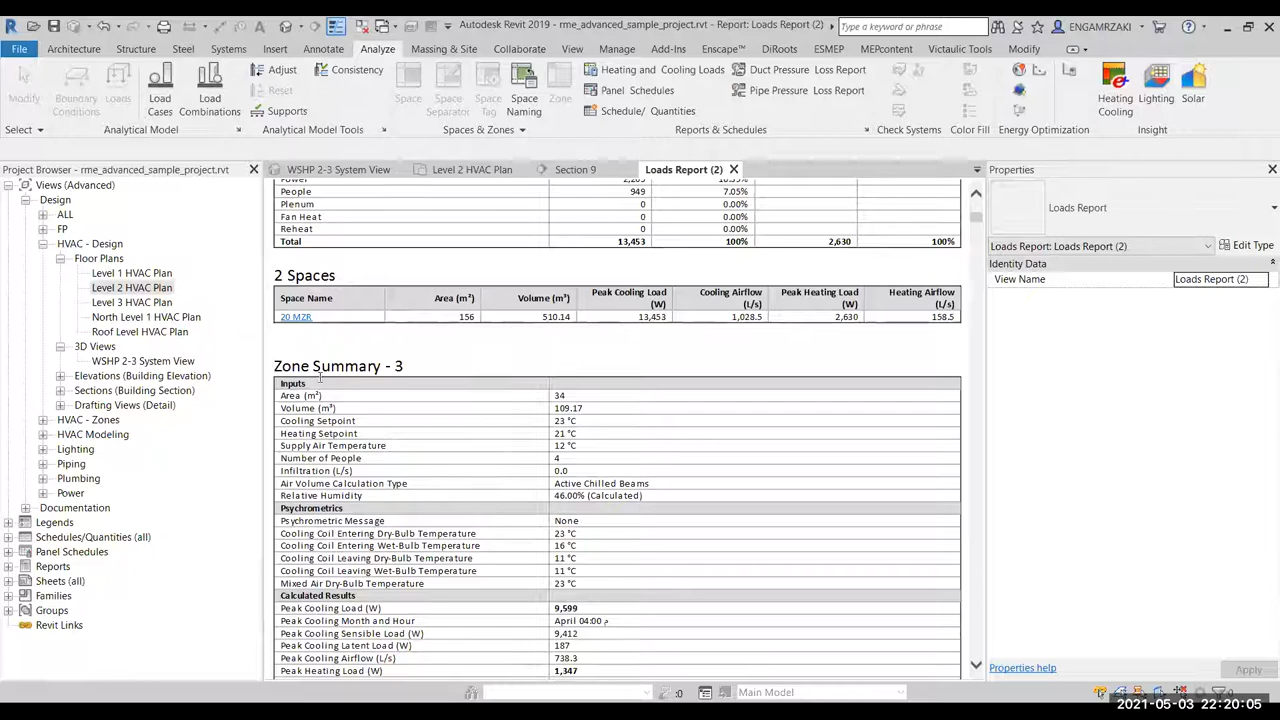 Autodesk Revit 2019 - rme_advanced_sample_project.rvt - Report: Loads Report (2)
Type a keyword or phrase
ENGAMRZAKI
File Architecture Structure Steel Systems Insert Annotate Analyze Massing & Site Collaborate View Manage Add-Ins DiRoots ESMEP MEPcontent Victaulic Tools Modify
Modify
Boundary Conditions
Loads
Load Cases
Load Combinations
Adjust
Reset
Supports
Consistency
Space
Space Separator
Space Tag
Space Naming
Zone
Heating and Cooling Loads
Panel Schedules
Schedule/ Quantities
Duct Pressure Loss Report
Pipe Pressure Loss Report
Heating Cooling
Lighting
Solar
Select
Analytical Model
Analytical Model Tools
Spaces & Zones
Reports & Schedules
Check Systems
Color Fill
Energy Optimization
Insight
Project Browser - rme_advanced_sample_project.rvt
Views (Advanced)
Design
ALL
FP
HVAC - Design
Floor Plans
Level 1 HVAC Plan
Level 2 HVAC Plan
Level 3 HVAC Plan
North Level 1 HVAC Plan
Roof Level HVAC Plan
3D Views
WSHP 2-3 System View
Elevations (Building Elevation)
Sections (Building Section)
Drafting Views (Detail)
HVAC - Zones
HVAC Modeling
Lighting
Piping
Plumbing
Power
Documentation
Legends
Schedules/Quantities (all)
Panel Schedules
Reports
Sheets (all)
Families
Groups
Revit Links
WSHP 2-3 System View
Level 2 HVAC Plan
Section 9
Loads Report (2)
People 949 7.05%
Plenum 0 0.00%
Fan Heat 0 0.00%
Reheat 0 0.00%
Total 13,453 100% 2,630 100%
2 Spaces
Space Name Area (m²) Volume (m³) Peak Cooling Load (W) Cooling Airflow (L/s) Peak Heating Load (W) Heating Airflow (L/s)
20 MZR 156 510.14 13,453 1,028.5 2,630 158.5
Zone Summary - 3
Inputs
Area (m²) 34
Volume (m³) 109.17
Cooling Setpoint 23 °C
Heating Setpoint 21 °C
Supply Air Temperature 12 °C
Number of People 4
Infiltration (L/s) 0.0
Air Volume Calculation Type Active Chilled Beams
Relative Humidity 46.00% (Calculated)
Psychrometrics
Psychrometric Message None
Cooling Coil Entering Dry-Bulb Temperature 23 °C
Cooling Coil Entering Wet-Bulb Temperature 16 °C
Cooling Coil Leaving Dry-Bulb Temperature 11 °C
Cooling Coil Leaving Wet-Bulb Temperature 11 °C
Mixed Air Dry-Bulb Temperature 23 °C
Calculated Results
Peak Cooling Load (W) 9,599
Peak Cooling Month and Hour April 04:00 م
Peak Cooling Sensible Load (W) 9,412
Peak Cooling Latent Load (W) 187
Peak Cooling Airflow (L/s) 738.3
Peak Heating Load (W) 1,347
Properties
Loads Report
Loads Report: Loads Report (2)
Edit Type
Identity Data
View Name Loads Report (2)
Properties help
Apply
:0
Main Model
2021-05-03 22:20:05